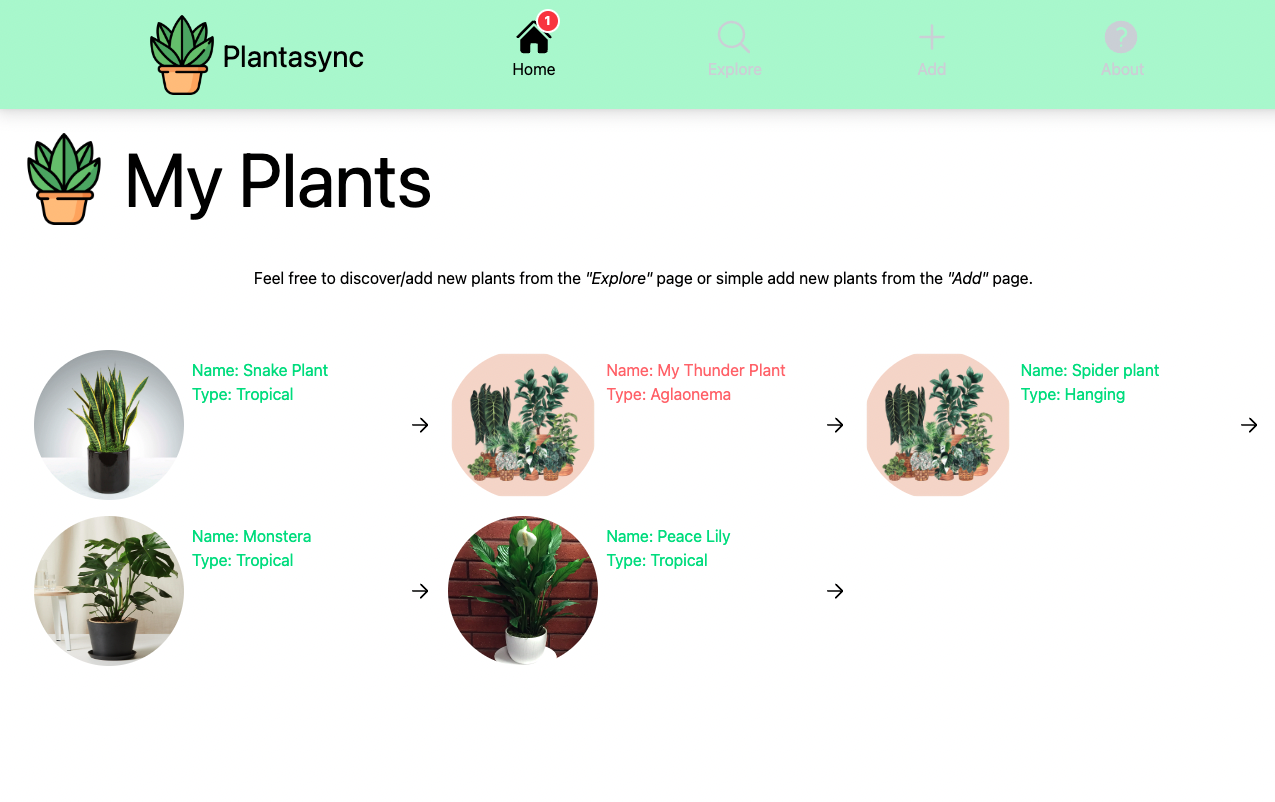 Plantasync
1
Home
Explore
Add
?
About
My Plants
Feel free to discover/add new plants from the "Explore" page or simple add new plants from the "Add" page.
Name: Snake Plant
Type: Tropical
Name: My Thunder Plant
Type: Aglaonema
Name: Spider plant
Type: Hanging
Name: Monstera
Type: Tropical
Name: Peace Lily
Type: Tropical